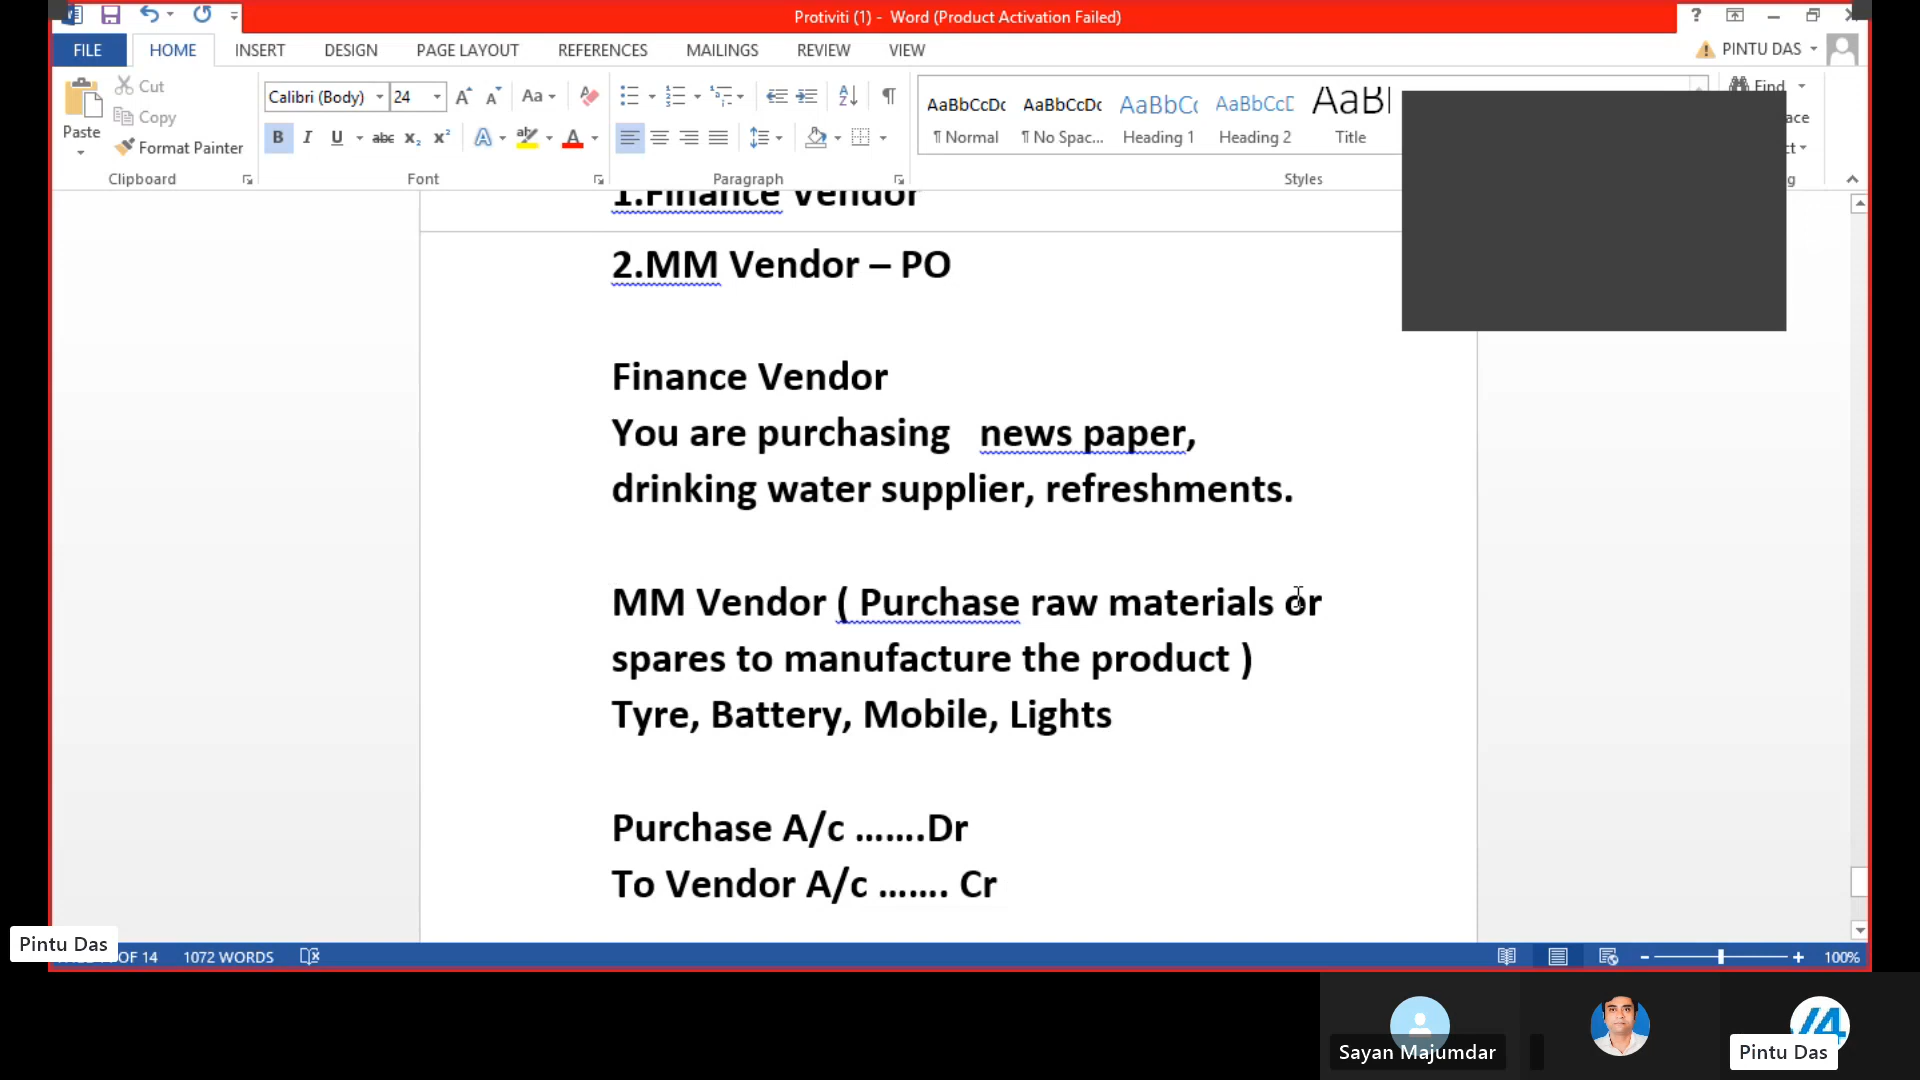 Protiviti (1) - Word (Product Activation Failed)
FILE HOME INSERT DESIGN PAGE LAYOUT REFERENCES MAILINGS REVIEW VIEW PINTU DAS
Paste
Cut
Copy
Format Painter
Clipboard
Calibri (Body) 24
Font
Paragraph
AaBbCcDc AaBbCcDc AaBbC AaBbCcD AaB
¶ Normal ¶ No Spac... Heading 1 Heading 2 Title
Styles
Find
1.Finance Vendor
2.MM Vendor – PO
Finance Vendor
You are purchasing news paper,
drinking water supplier, refreshments.
MM Vendor ( Purchase raw materials or
spares to manufacture the product )
Tyre, Battery, Mobile, Lights
Purchase A/c …….Dr
To Vendor A/c ……. Cr
OF 14 1072 WORDS 100%
Pintu Das
Sayan Majumdar
Pintu Das